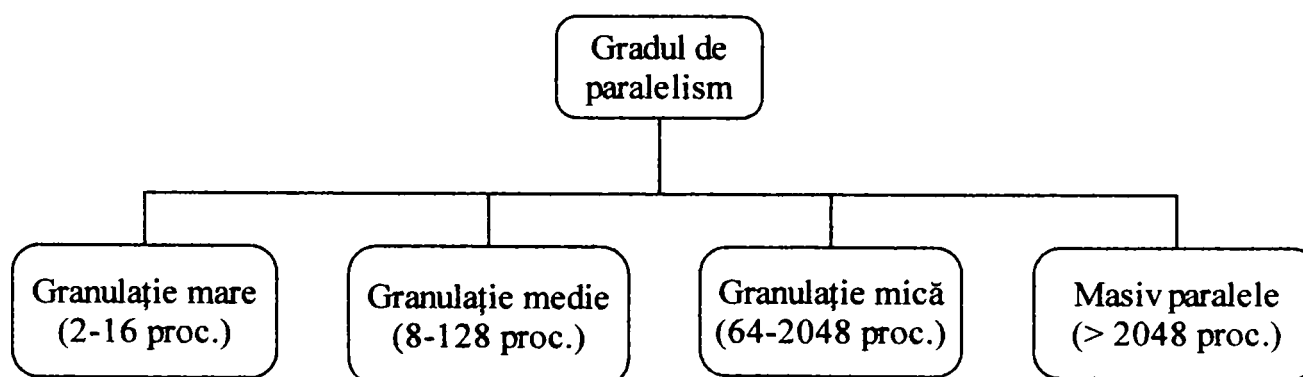 Gradul de
paralelism
Granulație mare
(2-16 proc.)
Granulație medie
(8-128 proc.)
Granulație mică
(64-2048 proc.)
Masiv paralele
(> 2048 proc.)